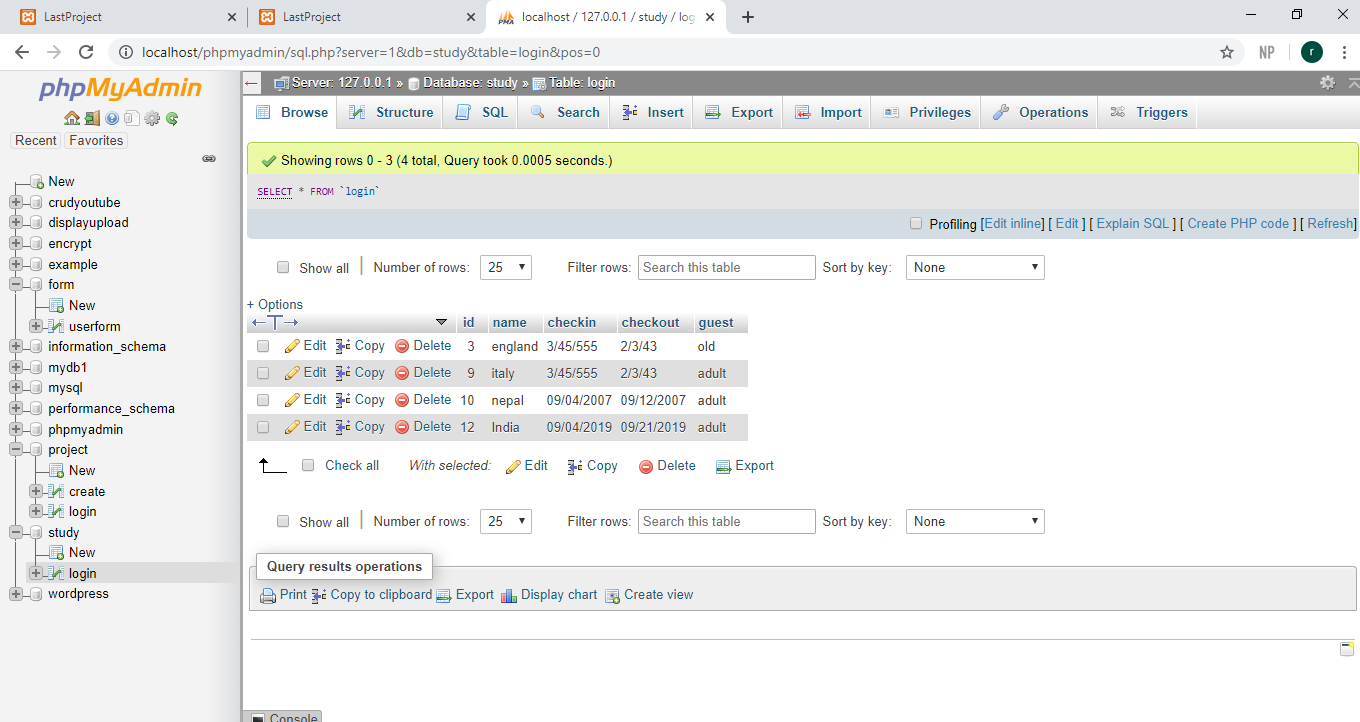 LastProject
LastProject
localhost / 127.0.0.1 / study / log
localhost/phpmyadmin/sql.php?server=1&db=study&table=login&pos=0
NP
r
phpMyAdmin
Recent
Favorites
New
crudyoutube
displayupload
encrypt
example
form
New
userform
information_schema
mydb1
mysql
performance_schema
phpmyadmin
project
New
create
login
study
New
login
wordpress
Server: 127.0.0.1 » Database: study » Table: login
Browse Structure SQL Search Insert Export Import Privileges Operations Triggers
Showing rows 0 - 3 (4 total, Query took 0.0005 seconds.)
SELECT * FROM `login`
Profiling [Edit inline] [ Edit ] [ Explain SQL ] [ Create PHP code ] [ Refresh]
Show all | Number of rows: 25 Filter rows: Search this table Sort by key: None
+ Options
id name checkin checkout guest
Edit Copy Delete 3 england 3/45/555 2/3/43 old
Edit Copy Delete 9 italy 3/45/555 2/3/43 adult
Edit Copy Delete 10 nepal 09/04/2007 09/12/2007 adult
Edit Copy Delete 12 India 09/04/2019 09/21/2019 adult
Check all With selected: Edit Copy Delete Export
Show all | Number of rows: 25 Filter rows: Search this table Sort by key: None
Query results operations
Print Copy to clipboard Export Display chart Create view
Console